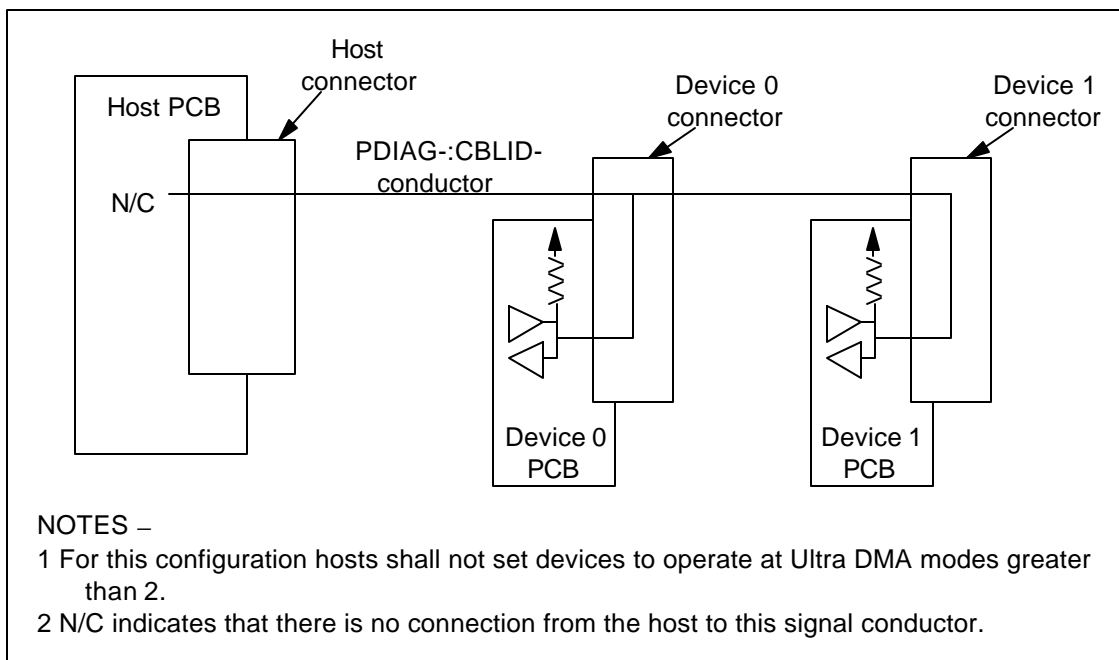 Host
connector
Device 0
connector
Device 1
connector
Host PCB
PDIAG-:CBLID-
conductor
N/C
Device 0
PCB
Device 1
PCB
NOTES –
1 For this configuration hosts shall not set devices to operate at Ultra DMA modes greater
than 2.
2 N/C indicates that there is no connection from the host to this signal conductor.